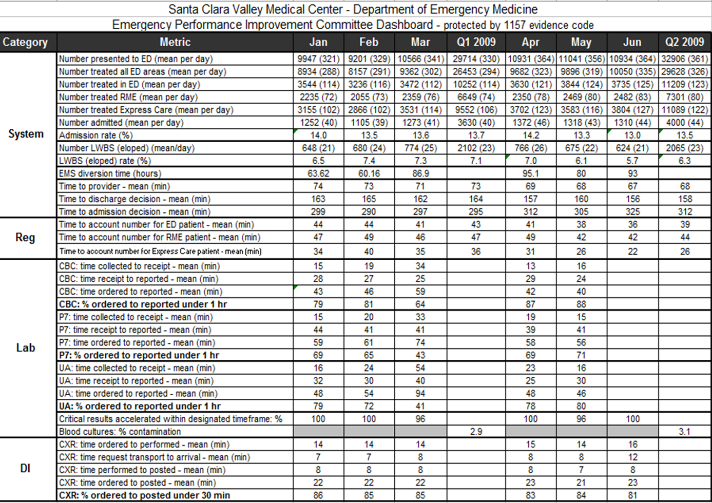 Santa Clara Valley Medical Center - Department of Emergency Medicine
Emergency Performance Improvement Committee Dashboard - protected by 1157 evidence code
Category Metric Jan Feb Mar Q1 2009 Apr May Jun Q2 2009
System
Number presented to ED (mean per day) 9947 (321) 9201 (329) 10566 (341) 29714 (330) 10931 (364) 11041 (356) 10934 (364) 32906 (361)
Number treated all ED areas (mean per day) 8934 (288) 8157 (291) 9362 (302) 26453 (294) 9682 (323) 9896 (319) 10050 (335) 29628 (326)
Number treated in ED (mean per day) 3544 (114) 3236 (116) 3472 (112) 10252 (114) 3630 (121) 3844 (124) 3735 (125) 11209 (123)
Number treated RME (mean per day) 2235 (72) 2055 (73) 2359 (76) 6649 (74) 2350 (78) 2469 (80) 2482 (83) 7301 (80)
Number treated Express Care (mean per day) 3155 (102) 2866 (102) 3531 (114) 9552 (106) 3702 (123) 3583 (116) 3804 (127) 11089 (122)
Number admitted (mean per day) 1252 (40) 1105 (39) 1273 (41) 3630 (40) 1372 (46) 1318 (43) 1310 (44) 4000 (44)
Admission rate (%) 14.0 13.5 13.6 13.7 14.2 13.3 13.0 13.5
Number LWBS (eloped) mean/day) 648 (21) 680 (24) 774 (25) 2102 (23) 766 (26) 675 (22) 624 (21) 2065 (23)
LWBS (eloped) rate (%) 6.5 7.4 7.3 7.1 7.0 6.1 5.7 6.3
EMS diversion time (hours) 63.62 60.16 86.9 95.1 80 93
Time to provider - mean (min) 74 73 71 73 69 68 67 68
Time to discharge decision - mean (min) 163 165 162 164 157 160 156 158
Time to admission decision - mean (min) 299 290 297 295 312 305 325 312
Reg
Time to account number for ED patient - mean (min) 44 44 41 43 41 38 36 39
Time to account number for RME patient - mean (min) 47 49 46 47 49 42 42 44
Time to account number for Express Care patient - mean (min) 34 40 35 36 31 26 22 26
Lab
CBC: time collected to receipt - mean (min) 15 19 34 13 16
CBC: time receipt to reported - mean (min) 28 27 25 29 24
CBC: time ordered to reported - mean (min) 43 46 59 42 40
CBC: % ordered to reported under 1 hr 79 81 64 87 88
P7: time collected to receipt - mean (min) 15 20 33 19 15
P7: time receipt to reported - mean (min) 44 41 41 39 41
P7: time ordered to reported - mean (min) 59 61 74 58 56
P7: % ordered to reported under 1 hr 69 65 43 69 71
UA: time collected to receipt - mean (min) 16 24 54 23 16
UA: time receipt to reported - mean (min) 32 30 40 25 30
UA: time ordered to reported - mean (min) 48 54 94 48 46
UA: % ordered to reported under 1 hr 79 72 41 78 80
Critical results accelerated within designated timeframe: % 100 100 96 100 96 100
Blood cultures: % contamination 2.9 3.1
DI
CXR: time ordered to performed - mean (min) 14 14 14 15 14 16
CXR: time request transport to arrival - mean (min) 7 7 8 8 8 12
CXR: time performed to posted - mean (min) 8 8 8 8 7 8
CXR: time ordered to posted - mean (min) 22 22 22 23 21 23
CXR: % ordered to posted under 30 min 86 85 85 83 84 81